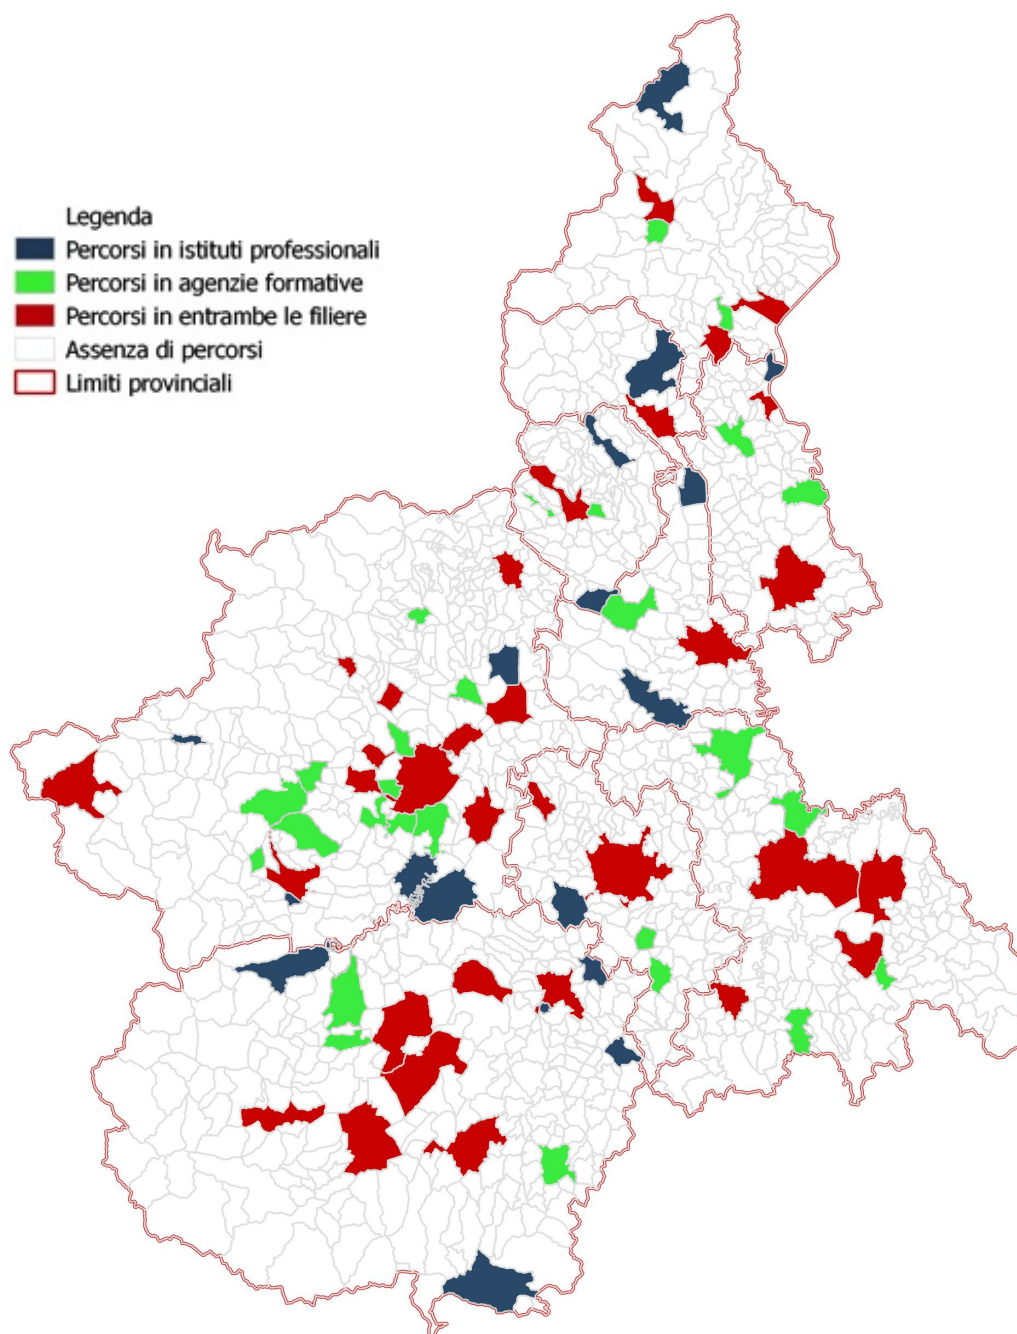 Legenda
Percorsi in istituti professionali
Percorsi in agenzie formative
Percorsi in entrambe le filiere
Assenza di percorsi
Limiti provinciali